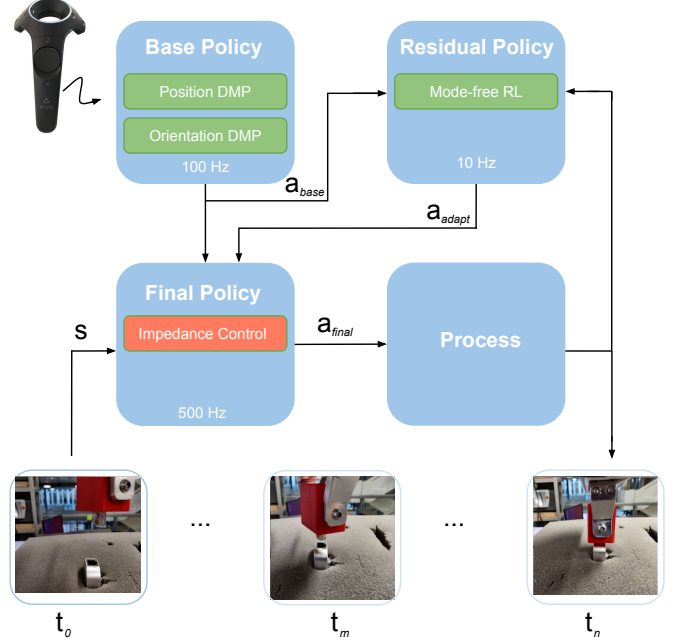 Base Policy
Position DMP
Orientation DMP
100 Hz
Residual Policy
Mode-free RL
10 Hz
a_base
a_adapt
Final Policy
Impedance Control
500 Hz
s
a_final
Process
...
...
t_0
t_m
t_n